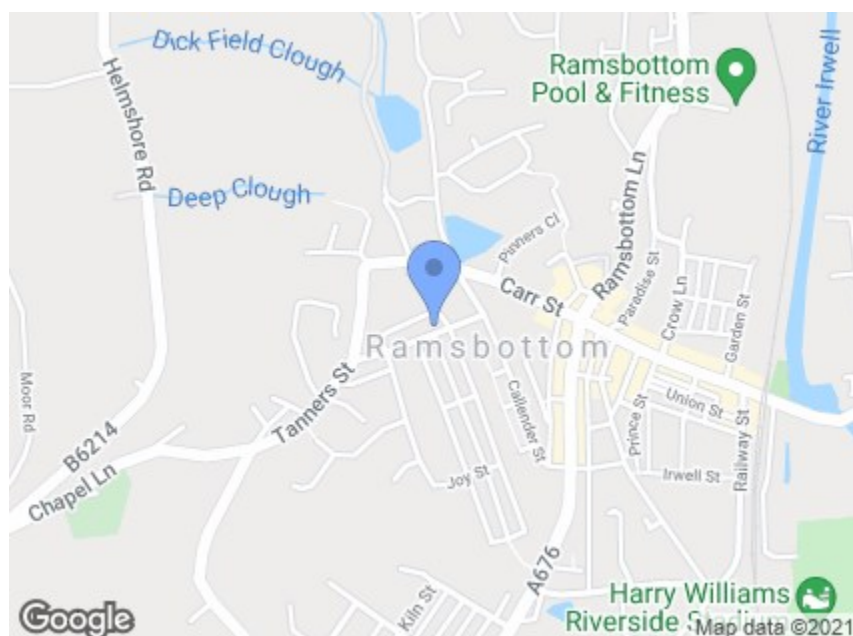 Dick Field Clough
Ramsbottom
Pool & Fitness
River Irwell
Helmshore Rd
Deep Clough
Ramsbottom Ln
Pinners Cl
Carr St
Paradise St
Crow Ln
Garden St
Ramsbottom
Tanners St
Moor Rd
Callender St
Prince St
Union St
Railway St
B6214
Chapel Ln
Joy St
Irwell St
A676
Kiln St
Harry Williams
Riverside
Google
Map data ©2021